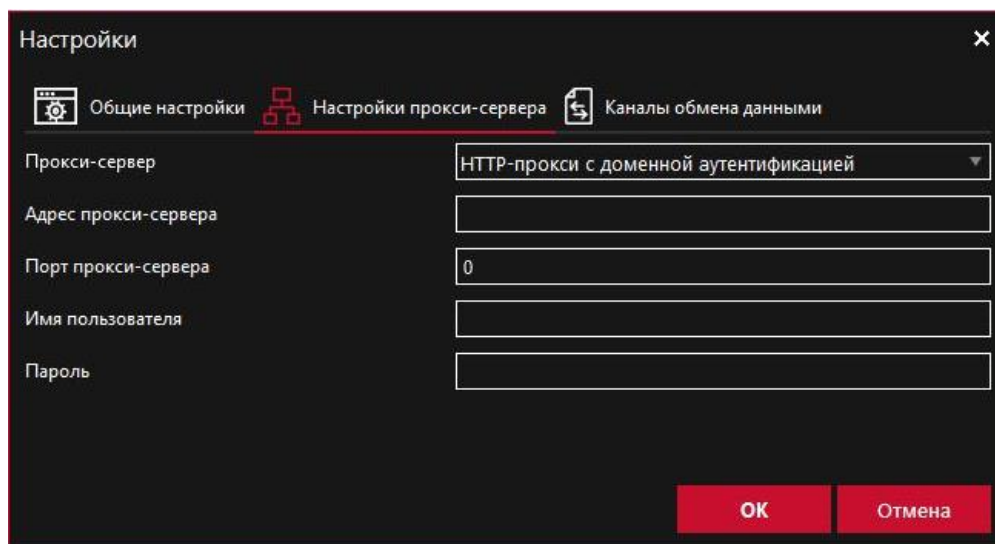 Настройки
Общие настройки
Настройки прокси-сервера
Каналы обмена данными
Прокси-сервер
HTTP-прокси с доменной аутентификацией
Адрес прокси-сервера
Порт прокси-сервера
0
Имя пользователя
Пароль
ОК
Отмена